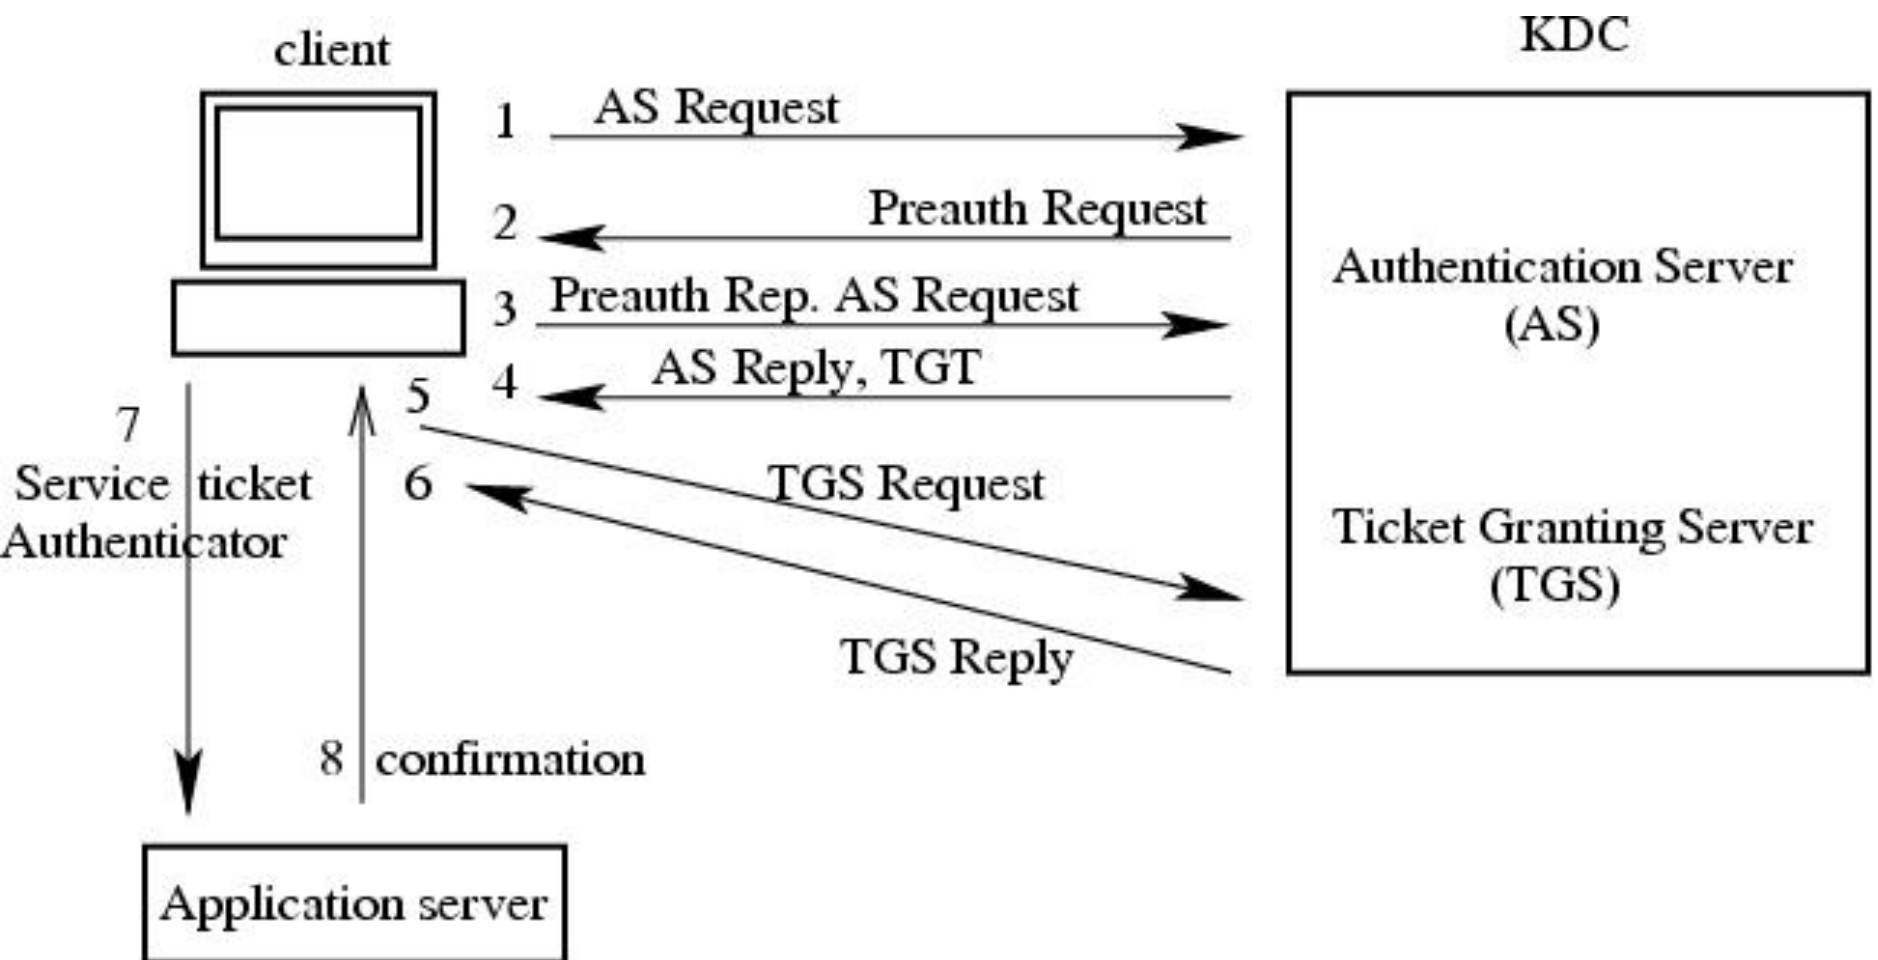 client
KDC
1 AS Request
2 Preauth Request
3 Preauth Rep. AS Request
4 AS Reply, TGT
Authentication Server
(AS)
5 TGS Request
6 TGS Reply
Ticket Granting Server
(TGS)
7
Service ticket
Authenticator
8 confirmation
Application server